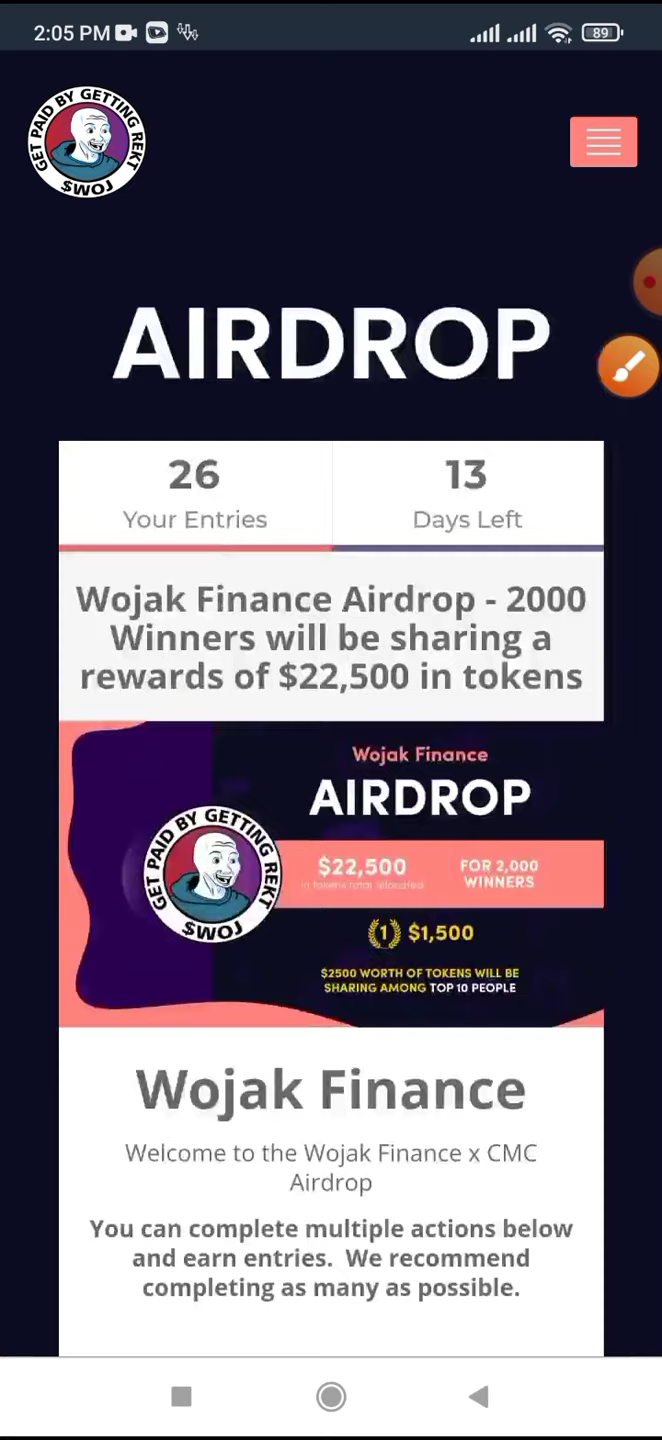 2:05 PM
89
GET PAID BY GETTING REKT
$WOJ
AIRDROP
26
Your Entries
13
Days Left
Wojak Finance Airdrop - 2000
Winners will be sharing a
rewards of $22,500 in tokens
Wojak Finance
AIRDROP
GET PAID BY GETTING REKT
$WOJ
$22,500
in tokens total allocated
FOR 2,000
WINNERS
1 $1,500
$2500 WORTH OF TOKENS WILL BE
SHARING AMONG TOP 10 PEOPLE
Wojak Finance
Welcome to the Wojak Finance x CMC
Airdrop
You can complete multiple actions below
and earn entries. We recommend
completing as many as possible.